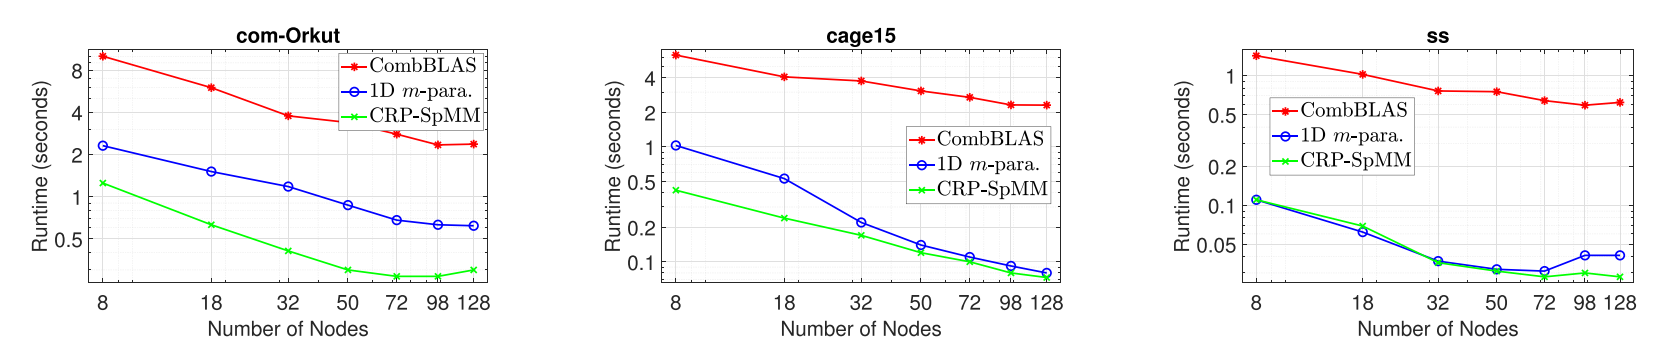 com-Orkut
CombBLAS
1D m-para.
CRP-SpMM
8
4
2
1
0.5
Runtime (seconds)
8 18 32 50 72 98 128
Number of Nodes
cage15
CombBLAS
1D m-para.
CRP-SpMM
4
2
1
0.5
0.2
0.1
Runtime (seconds)
8 18 32 50 72 98 128
Number of Nodes
ss
CombBLAS
1D m-para.
CRP-SpMM
1
0.5
0.2
0.1
0.05
Runtime (seconds)
8 18 32 50 72 98 128
Number of Nodes